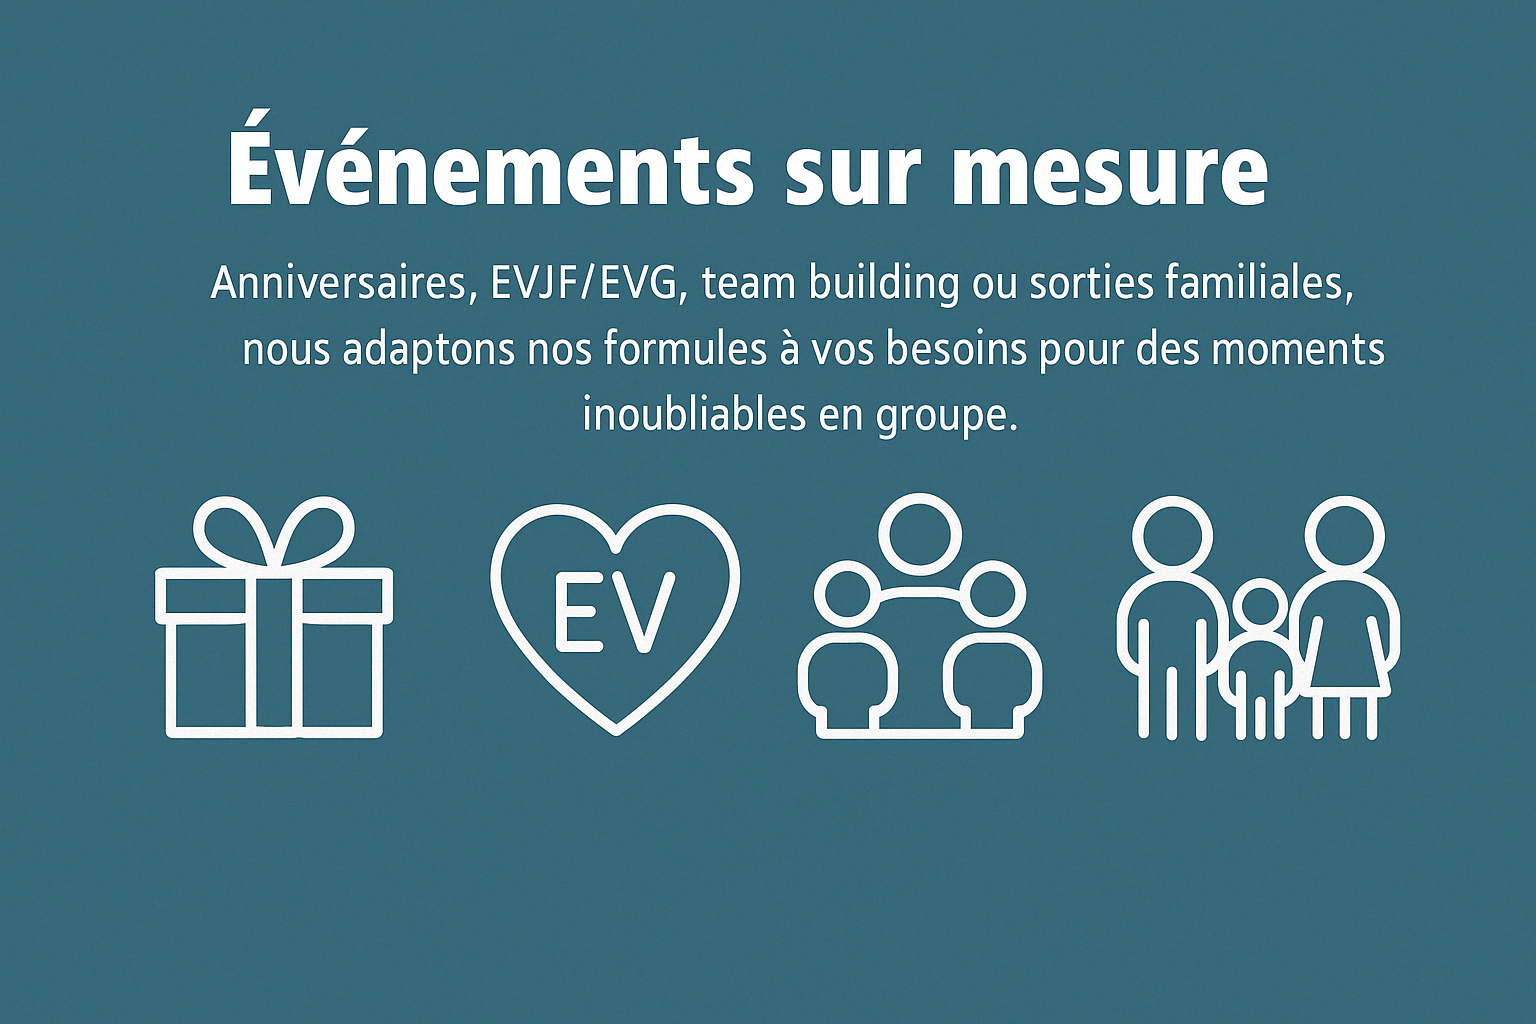 Événements sur mesure
Anniversaires, EVJF/EVG, team building ou sorties familiales,
nous adaptons nos formules à vos besoins pour des moments
inoubliables en groupe.
EV